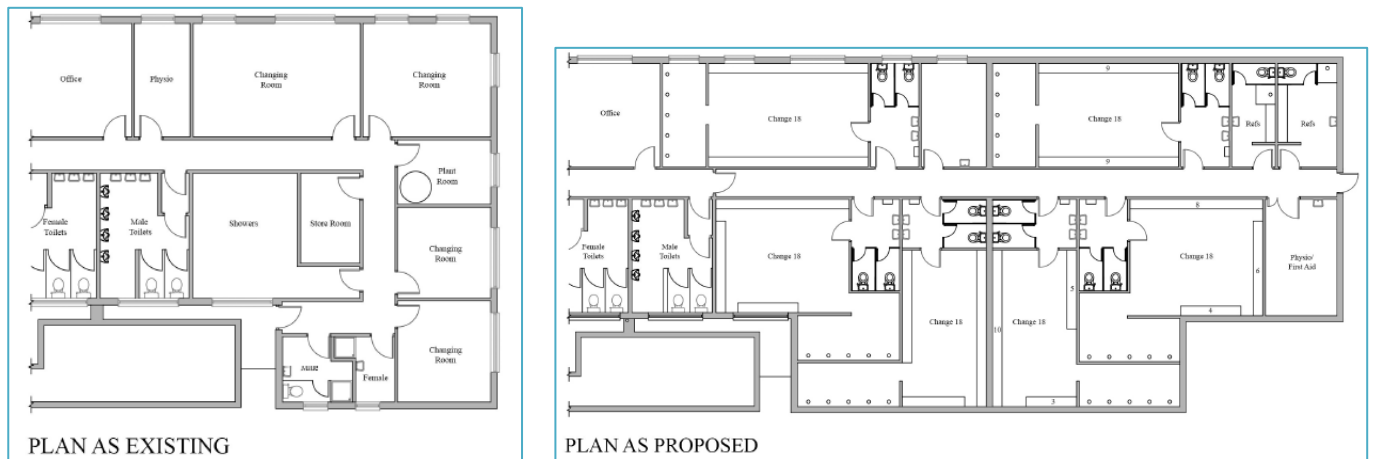 Office
Physio
Changing
Room
Changing
Room
Plant
Room
Female
Toilets
Male
Toilets
Showers
Store Room
Changing
Room
Changing
Room
Male
Female
PLAN AS EXISTING
Office
Change 18
9
Change 18
9
Refs
Refs
Female
Toilets
Male
Toilets
Change 18
8
Change 18
6
4
Physio/
First Aid
5
Change 18
10
Change 18
3
PLAN AS PROPOSED